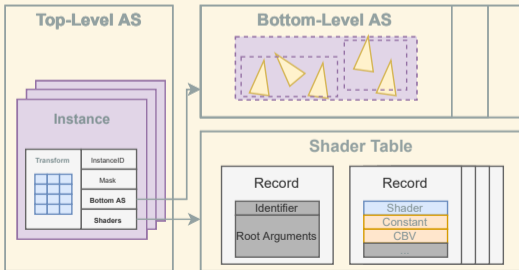 Top-Level AS
Instance
Transform
InstanceID
Mask
Bottom AS
Shaders
Bottom-Level AS
Shader Table
Record
Identifier
Root Arguments
Record
Shader
Constant
CBV
...